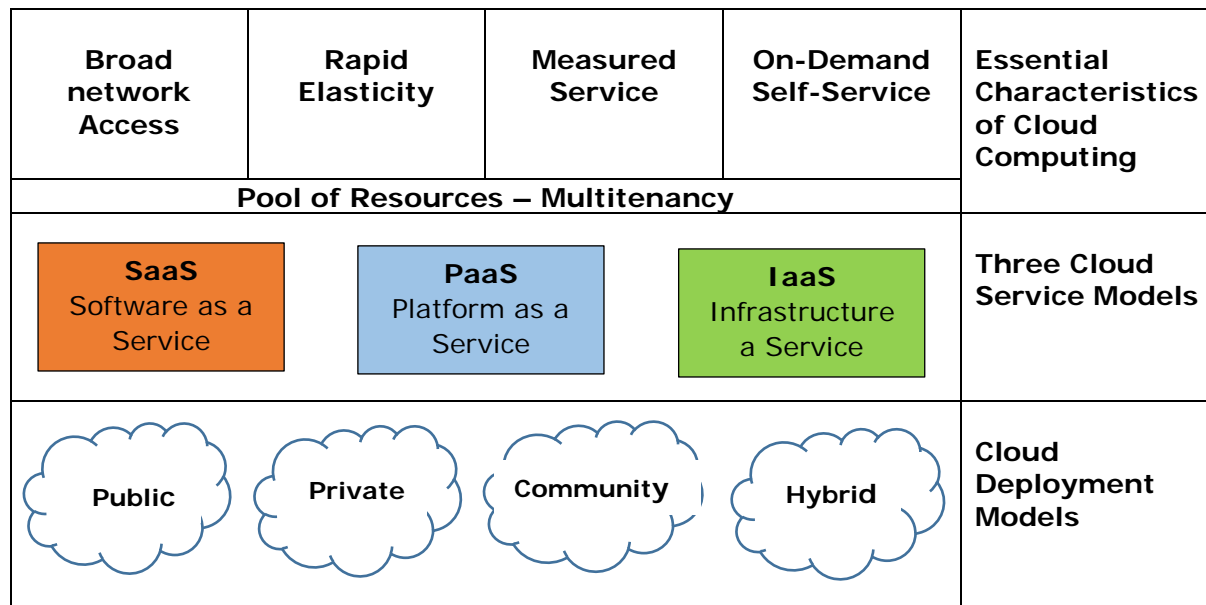 Broad
network
Access
Rapid
Elasticity
Measured
Service
On-Demand
Self-Service
Essential
Characteristics
of Cloud
Computing
Pool of Resources – Multitenancy
SaaS
Software as a
Service
PaaS
Platform as a
Service
IaaS
Infrastructure
a Service
Three Cloud
Service Models
Public
Private
Community
Hybrid
Cloud
Deployment
Models